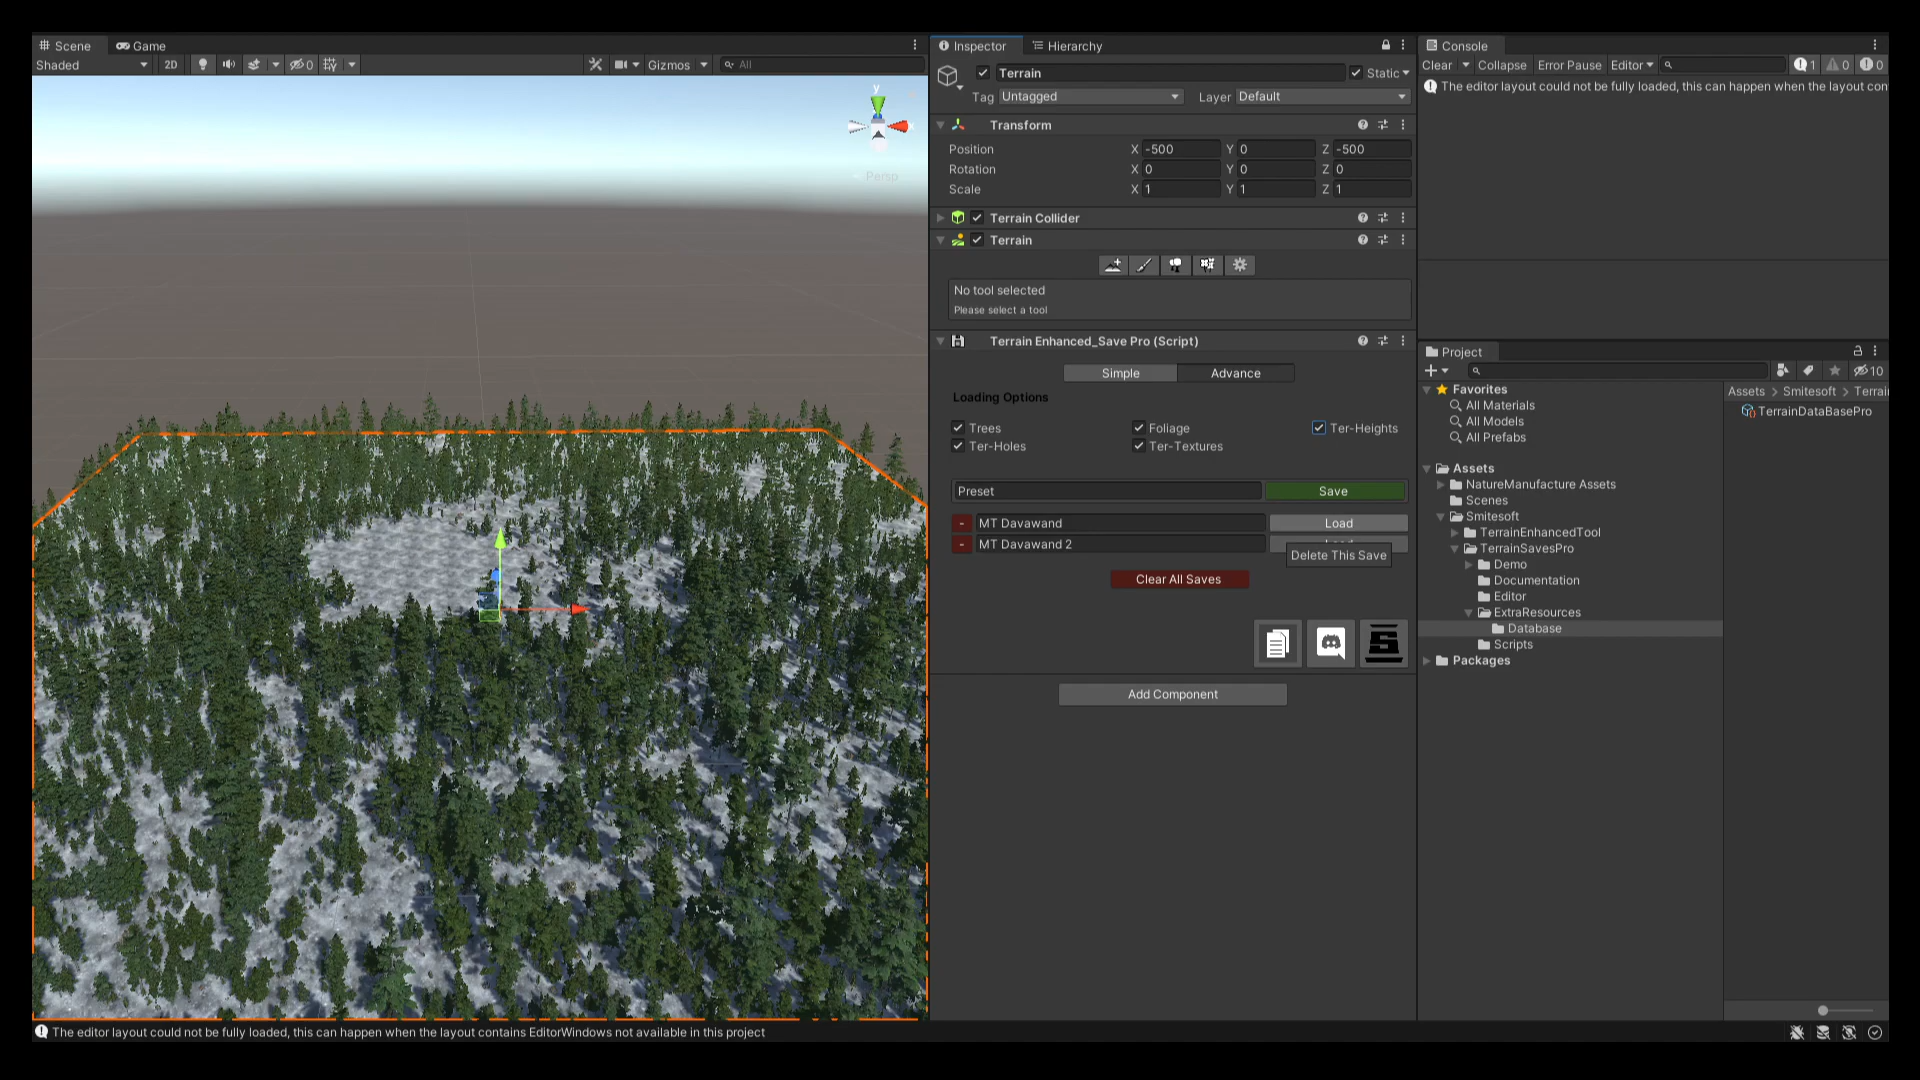 Scene
Game
Shaded
2D
0
Gizmos
All
y
x
Persp
Inspector
Hierarchy
Terrain
Static
Tag
Untagged
Layer
Default
Transform
Position
X -500
Y 0
Z -500
Rotation
X 0
Y 0
Z 0
Scale
X 1
Y 1
Z 1
Terrain Collider
Terrain
No tool selected
Please select a tool
Terrain Enhanced_Save Pro (Script)
Simple
Advance
Loading Options
Trees
Foliage
Ter-Heights
Ter-Holes
Ter-Textures
Preset
Save
- MT Davawand
Load
- MT Davawand 2
Delete This Save
Clear All Saves
Add Component
Console
Clear
Collapse
Error Pause
Editor
1
0
0
The editor layout could not be fully loaded, this can happen when the layout con
Project
10
Favorites
All Materials
All Models
All Prefabs
Assets
NatureManufacture Assets
Scenes
Smitesoft
TerrainEnhancedTool
TerrainSavesPro
Demo
Documentation
Editor
ExtraResources
Database
Scripts
Packages
Assets > Smitesoft > Terrai
TerrainDataBasePro
The editor layout could not be fully loaded, this can happen when the layout contains EditorWindows not available in this project